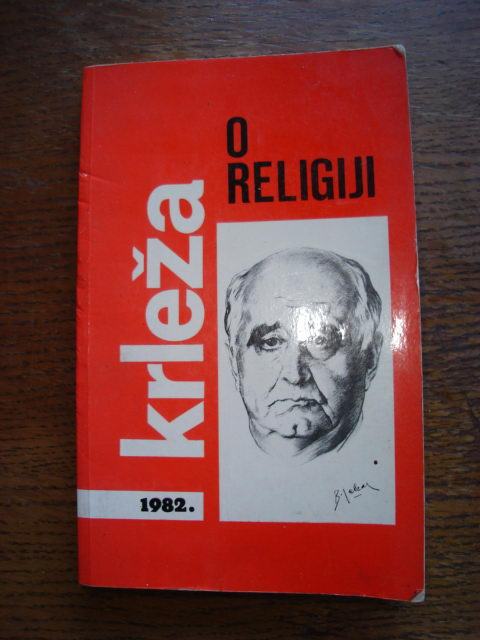 O
RELIGIJI
krleža
1982.